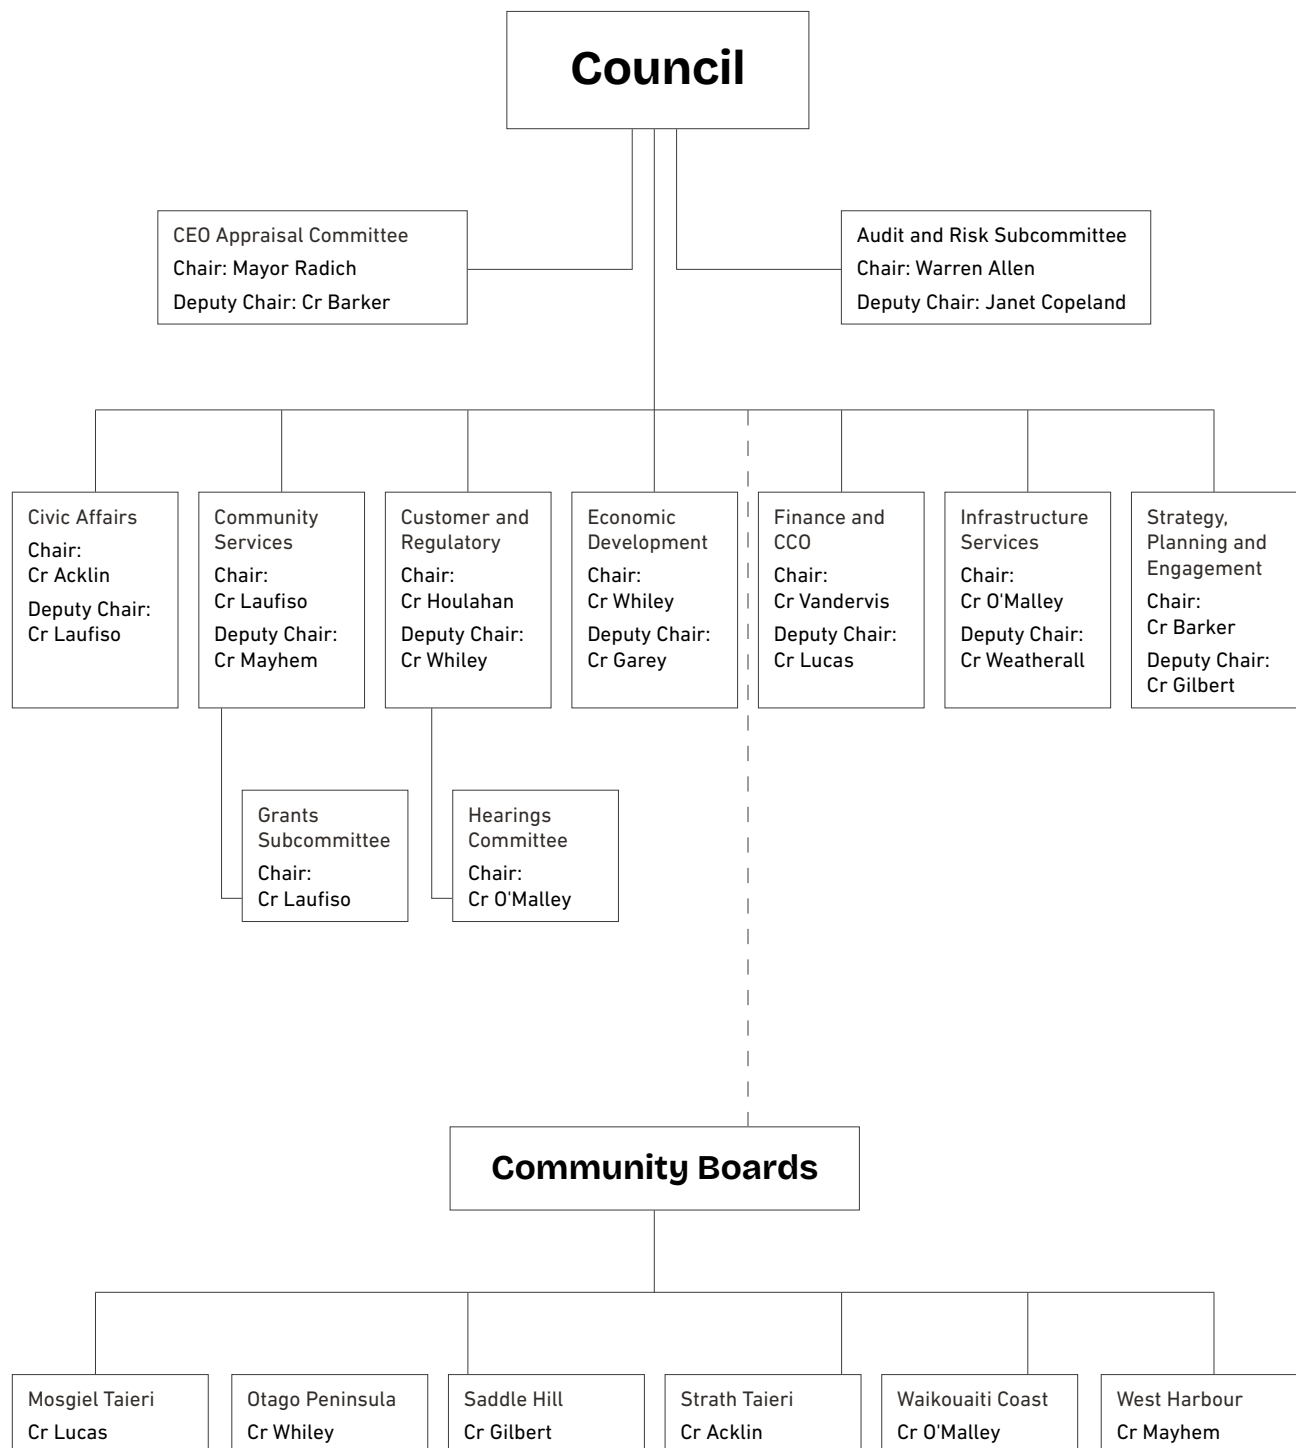 Council
CEO Appraisal Committee
Chair: Mayor Radich
Deputy Chair: Cr Barker
Audit and Risk Subcommittee
Chair: Warren Allen
Deputy Chair: Janet Copeland
Civic Affairs
Chair:
Cr Acklin
Deputy Chair:
Cr Laufiso
Community
Services
Chair:
Cr Laufiso
Deputy Chair:
Cr Mayhem
Customer and
Regulatory
Chair:
Cr Houlahan
Deputy Chair:
Cr Whiley
Economic
Development
Chair:
Cr Whiley
Deputy Chair:
Cr Garey
Finance and
CCO
Chair:
Cr Vandervis
Deputy Chair:
Cr Lucas
Infrastructure
Services
Chair:
Cr O'Malley
Deputy Chair:
Cr Weatherall
Strategy,
Planning and
Engagement
Chair:
Cr Barker
Deputy Chair:
Cr Gilbert
Grants
Subcommittee
Chair:
Cr Laufiso
Hearings
Committee
Chair:
Cr O'Malley
Community Boards
Mosgiel Taieri
Cr Lucas
Otago Peninsula
Cr Whiley
Saddle Hill
Cr Gilbert
Strath Taieri
Cr Acklin
Waikouaiti Coast
Cr O'Malley
West Harbour
Cr Mayhem